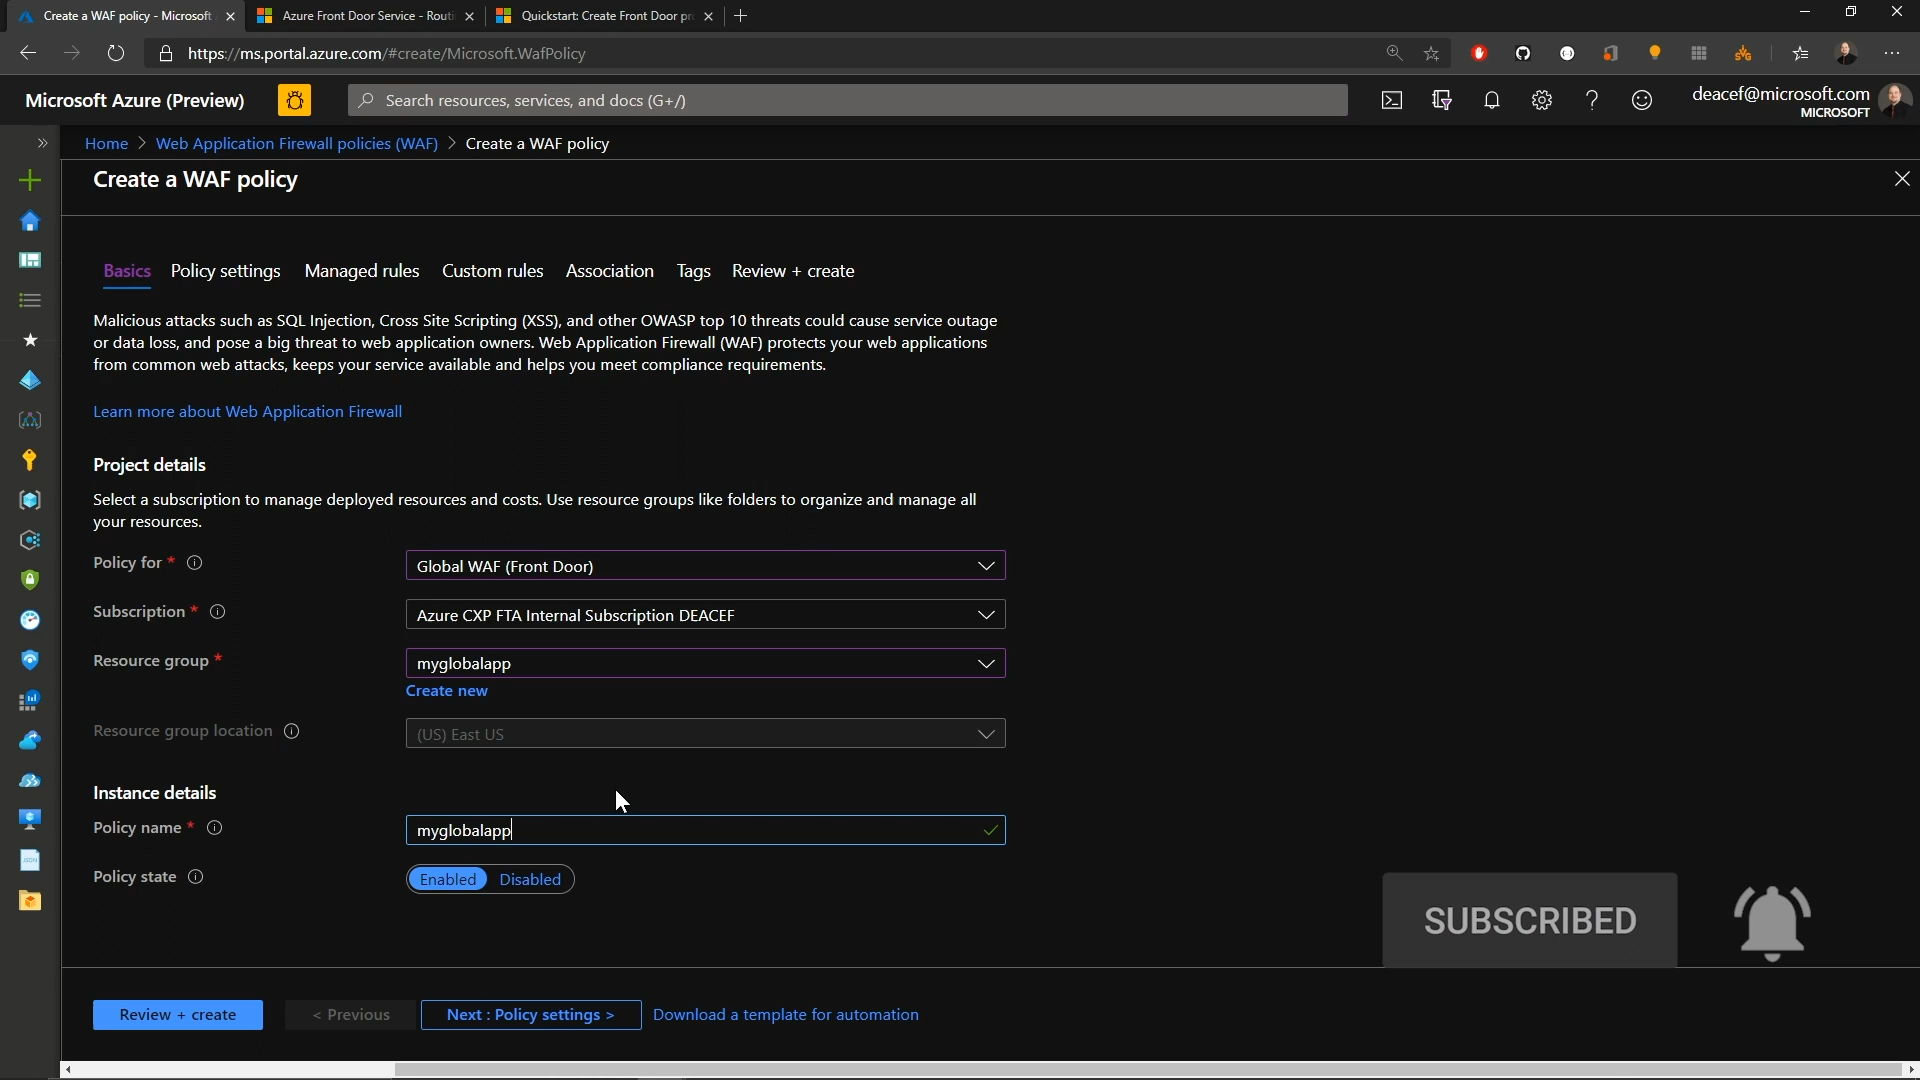 Create a WAF policy - Microsoft
Azure Front Door Service - Routi
Quickstart: Create Front Door pr
https://ms.portal.azure.com/#create/Microsoft.WafPolicy
Microsoft Azure (Preview)
Search resources, services, and docs (G+/)
deacef@microsoft.com
MICROSOFT
Home > Web Application Firewall policies (WAF) > Create a WAF policy
Create a WAF policy
Basics Policy settings Managed rules Custom rules Association Tags Review + create
Malicious attacks such as SQL Injection, Cross Site Scripting (XSS), and other OWASP top 10 threats could cause service outage
or data loss, and pose a big threat to web application owners. Web Application Firewall (WAF) protects your web applications
from common web attacks, keeps your service available and helps you meet compliance requirements.
Learn more about Web Application Firewall
Project details
Select a subscription to manage deployed resources and costs. Use resource groups like folders to organize and manage all
your resources.
Policy for * Global WAF (Front Door)
Subscription * Azure CXP FTA Internal Subscription DEACEF
Resource group * myglobalapp
Create new
Resource group location (US) East US
Instance details
Policy name * myglobalapp
Policy state Enabled Disabled
SUBSCRIBED
Review + create < Previous Next : Policy settings > Download a template for automation